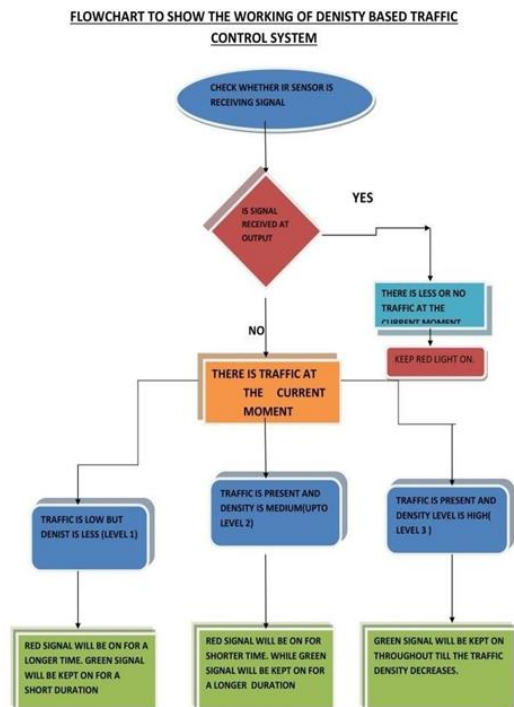 FLOWCHART TO SHOW THE WORKING OF DENISTY BASED TRAFFIC
CONTROL SYSTEM
CHECK WHETHER IR SENSOR IS
RECEIVING SIGNAL
IS SIGNAL
RECEIVED AT
OUTPUT
YES
THERE IS LESS OR NO
TRAFFIC AT THE
CURRENT MOMENT
KEEP RED LIGHT ON.
NO
THERE IS TRAFFIC AT
THE CURRENT
MOMENT
TRAFFIC IS LOW BUT
DENIST IS LESS (LEVEL 1)
TRAFFIC IS PRESENT AND
DENSITY IS MEDIUM(UPTO
LEVEL 2)
TRAFFIC IS PRESENT AND
DENSITY LEVEL IS HIGH(
LEVEL 3 )
RED SIGNAL WILL BE ON FOR A
LONGER TIME. GREEN SIGNAL
WILL BE KEPT ON FOR A
SHORT DURATION
RED SIGNAL WILL BE ON FOR
SHORTER TIME. WHILE GREEN
SIGNAL WILL BE KEPT ON FOR
A LONGER DURATION
GREEN SIGNAL WILL BE KEPT ON
THROUGHOUT TILL THE TRAFFIC
DENSITY DECREASES.